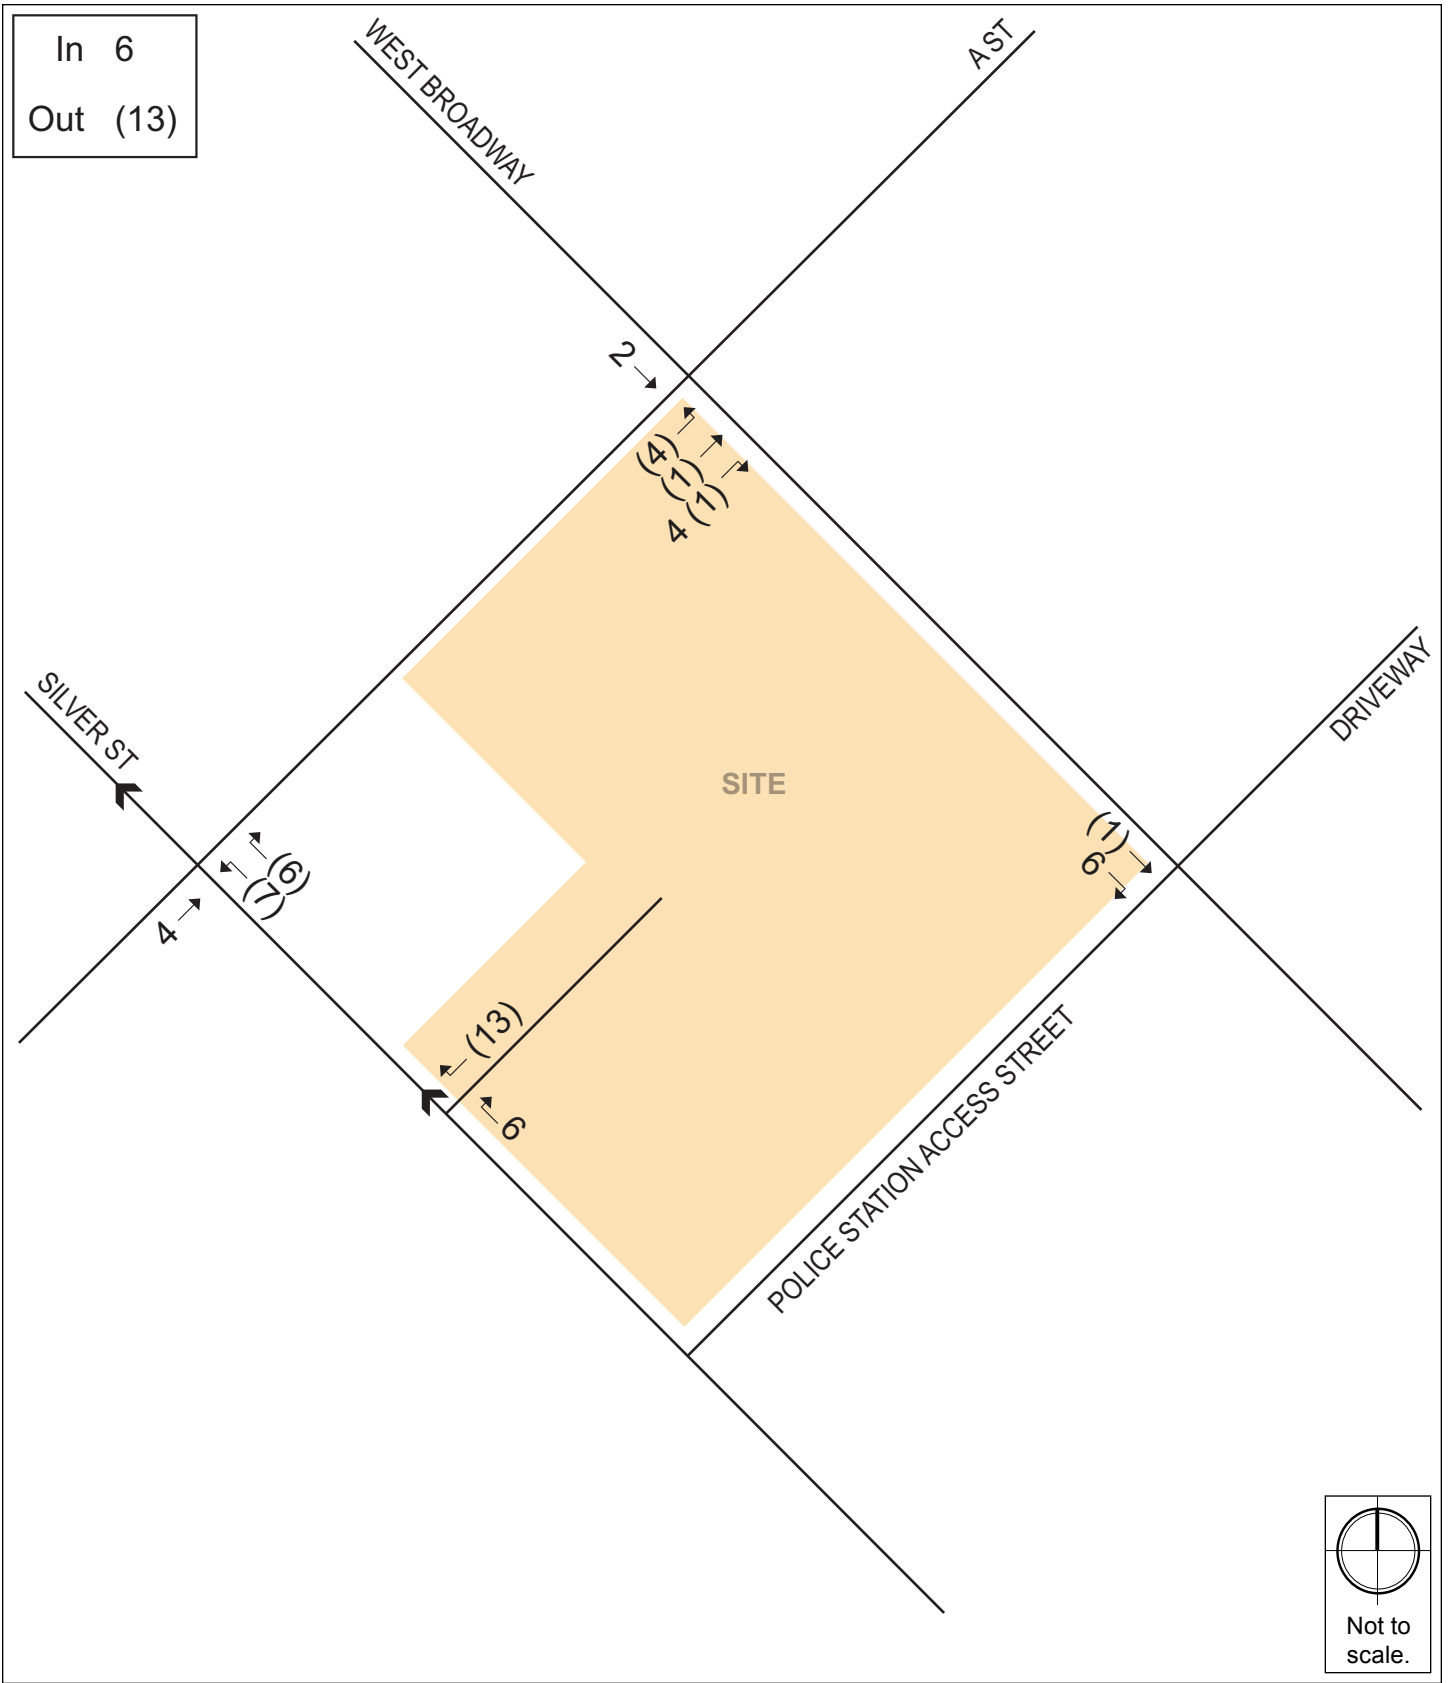 In 6
Out (13)
WEST BROADWAY
A ST
2
(4)
(1)
4 (1)
SILVER ST
SITE
DRIVEWAY
(1)
6
(6)
(7)
4
(13)
6
POLICE STATION ACCESS STREET
Not to
scale.